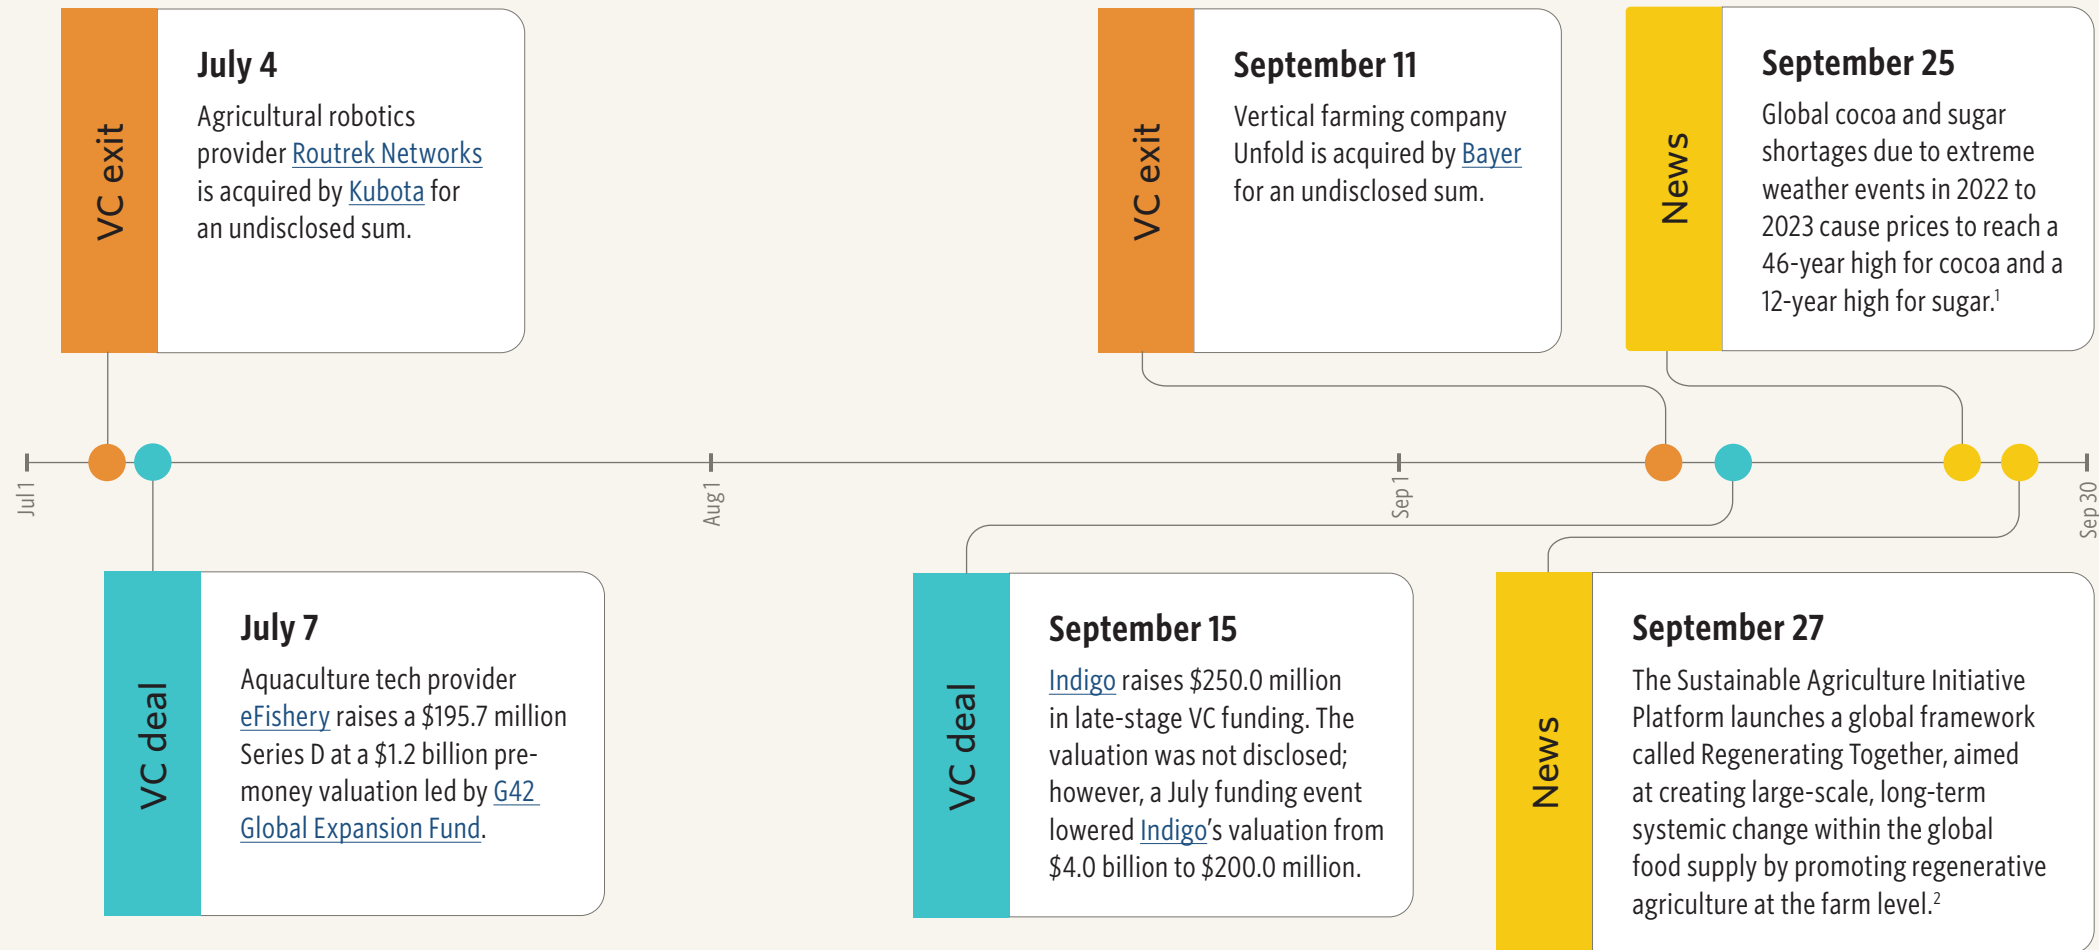 VC exit
July 4
Agricultural robotics
provider Routrek Networks
is acquired by Kubota for
an undisclosed sum.
VC exit
September 11
Vertical farming company
Unfold is acquired by Bayer
for an undisclosed sum.
News
September 25
Global cocoa and sugar
shortages due to extreme
weather events in 2022 to
2023 cause prices to reach a
46-year high for cocoa and a
12-year high for sugar.1
Jul 1
Aug 1
Sep 1
Sep 30
VC deal
July 7
Aquaculture tech provider
eFishery raises a $195.7 million
Series D at a $1.2 billion pre-
money valuation led by G42
Global Expansion Fund.
VC deal
September 15
Indigo raises $250.0 million
in late-stage VC funding. The
valuation was not disclosed;
however, a July funding event
lowered Indigo's valuation from
$4.0 billion to $200.0 million.
News
September 27
The Sustainable Agriculture Initiative
Platform launches a global framework
called Regenerating Together, aimed
at creating large-scale, long-term
systemic change within the global
food supply by promoting regenerative
agriculture at the farm level.2